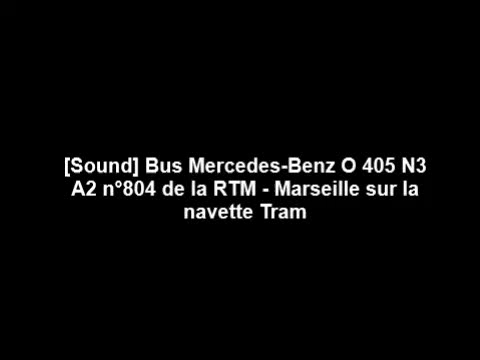 [Sound] Bus Mercedes-Benz O 405 N3
A2 n°804 de la RTM - Marseille sur la
navette Tram